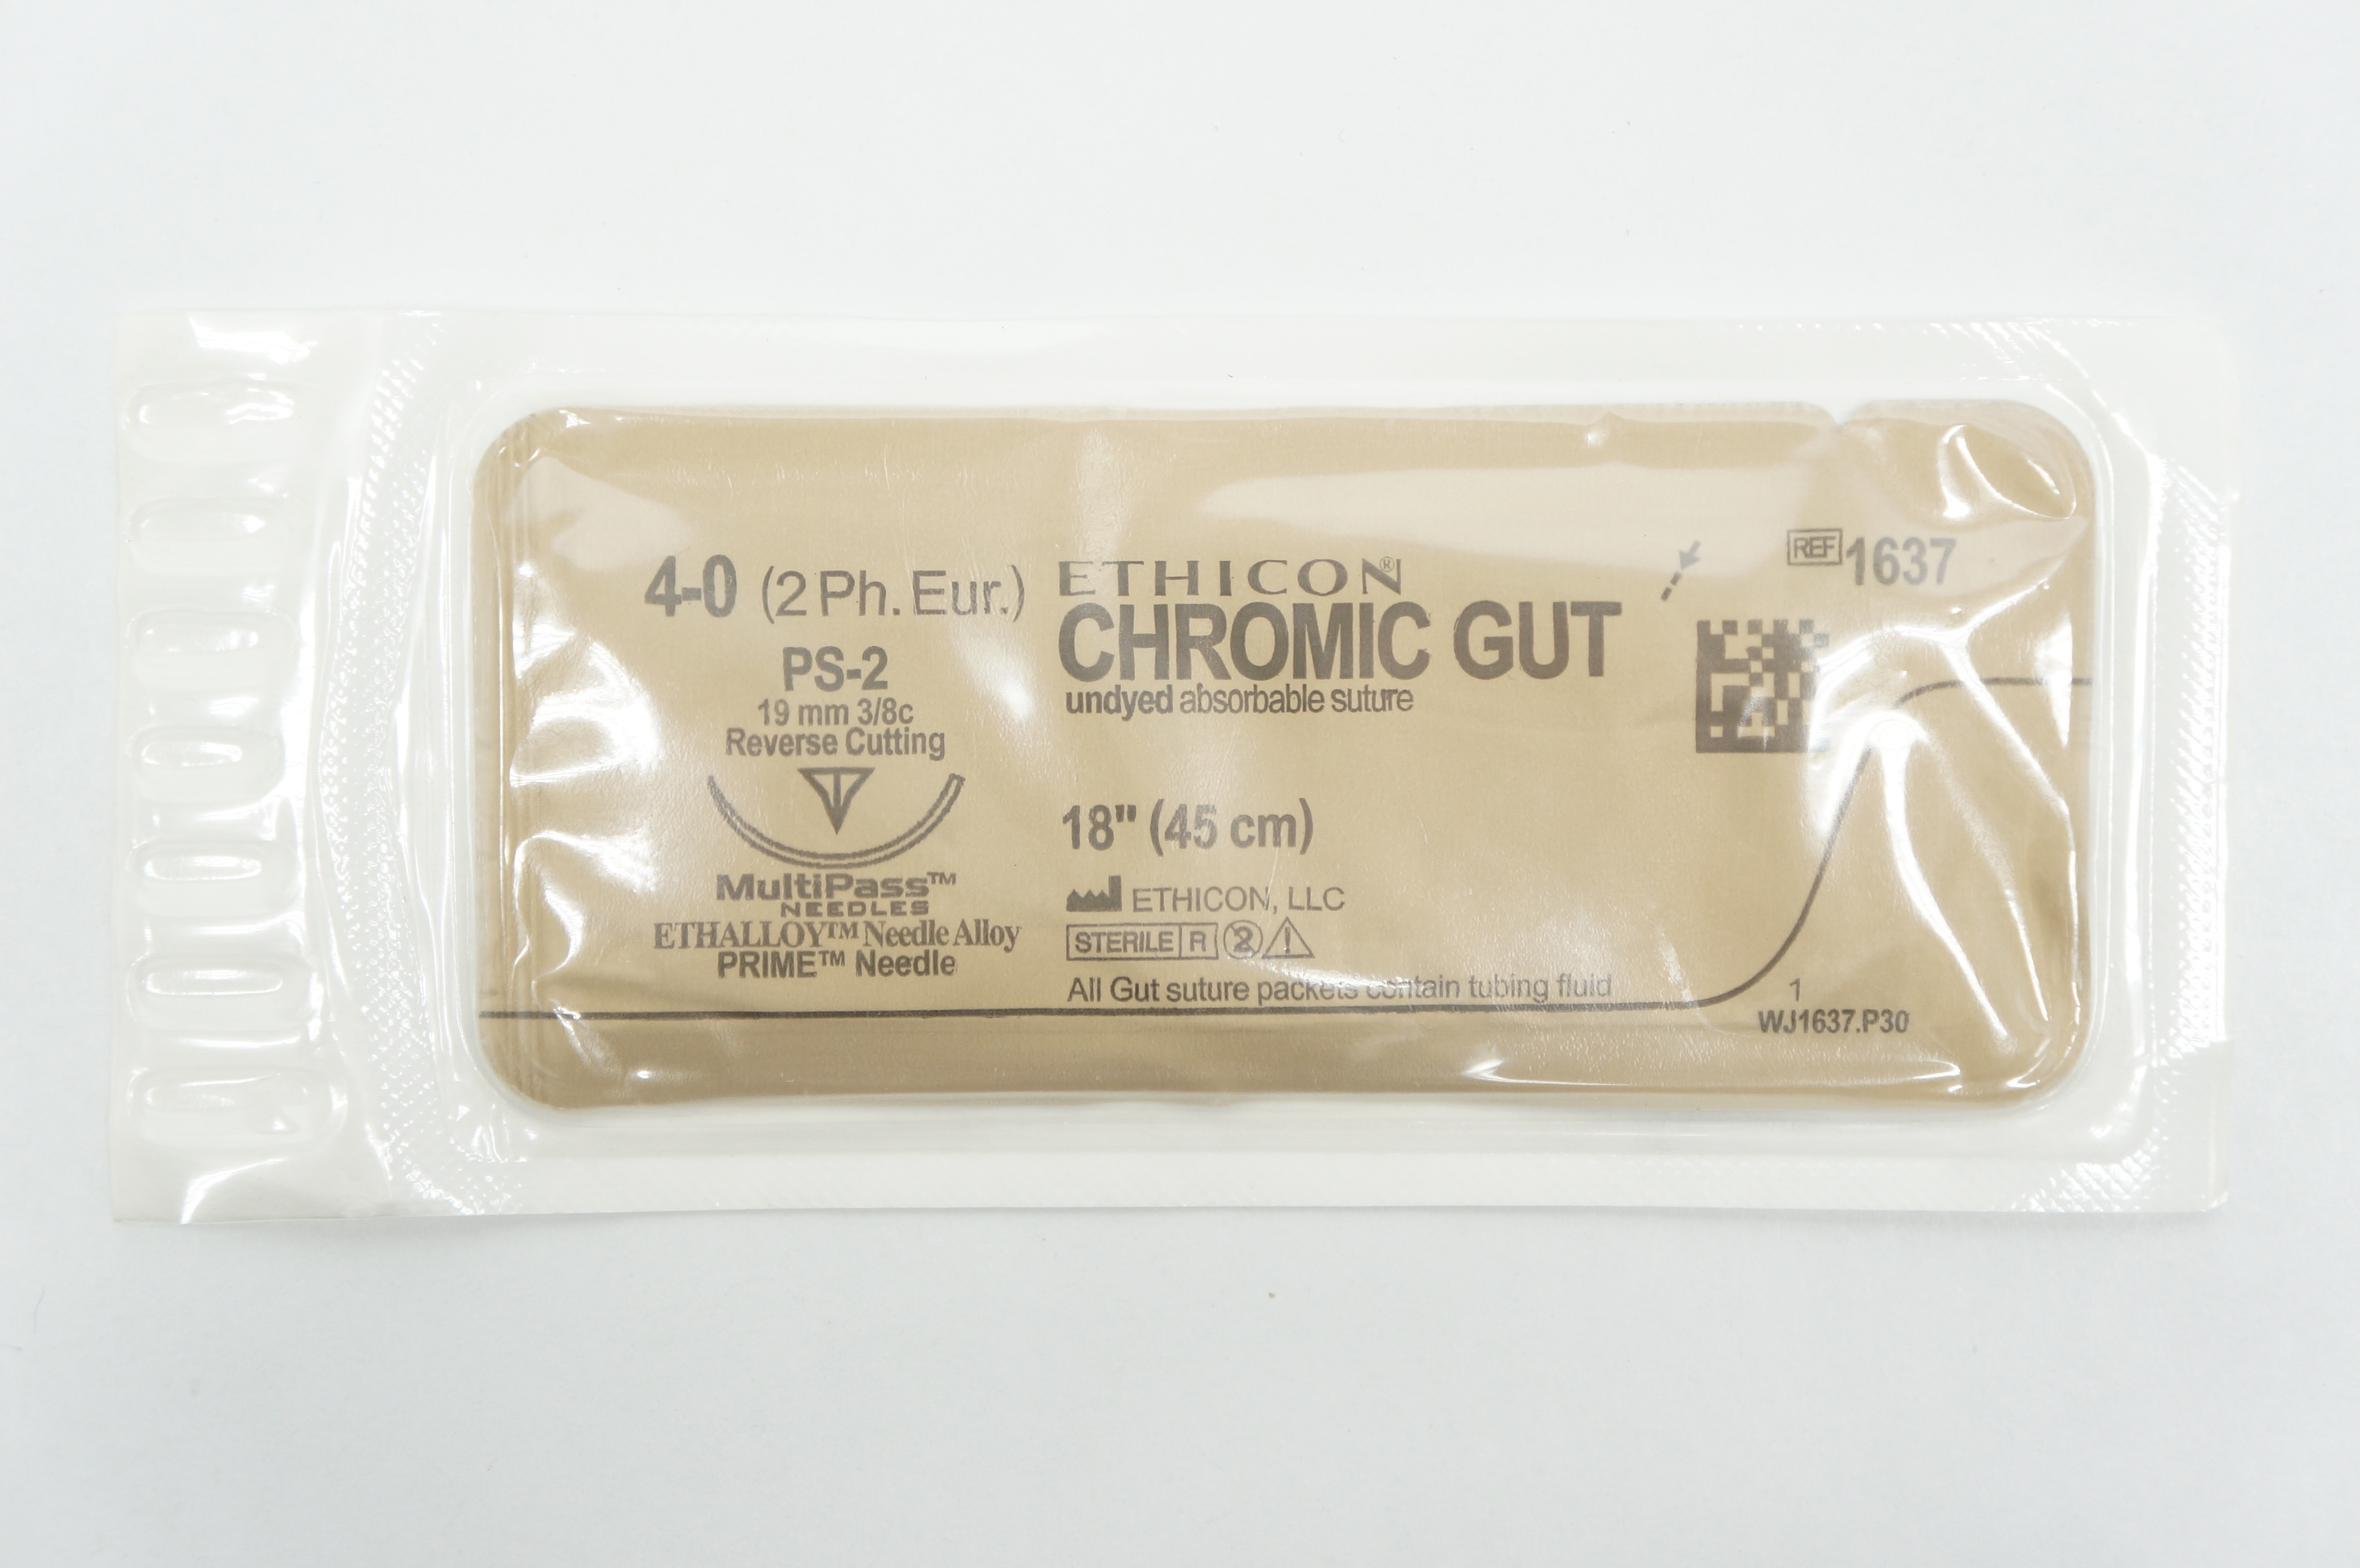 4-0 (2 Ph. Eur.)
PS-2
19 mm 3/8c
Reverse Cutting
MultiPass™
NEEDLES
ETHALLOY™ Needle Alloy
PRIME™ Needle
ETHICON®
CHROMIC GUT
undyed absorbable suture
18" (45 cm)
ETHICON, LLC
STERILE R 2
All Gut suture packets contain tubing fluid
REF 1637
1
WJ1637.P30